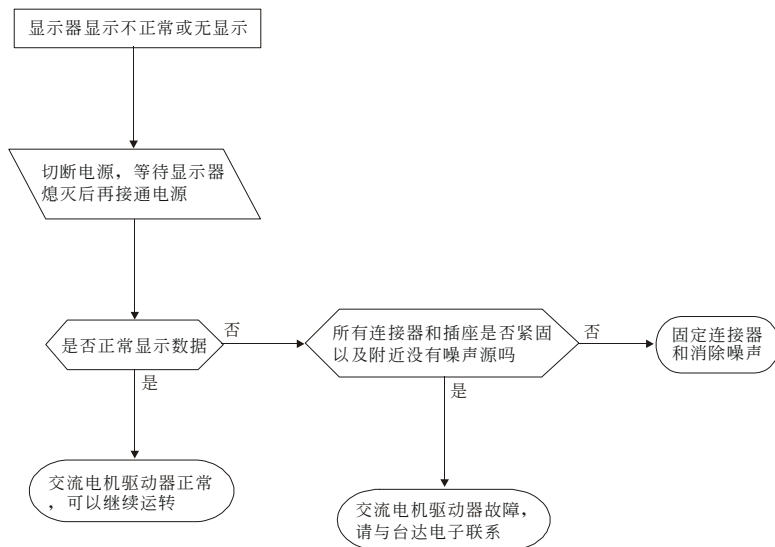 显示器显示不正常或无显示
切断电源，等待显示器
熄灭后再接通电源
是否正常显示数据
否
是
所有连接器和插座是否紧固
以及附近没有噪声源吗
否
是
固定连接器
和消除噪声
交流电机驱动器正常
，可以继续运转
交流电机驱动器故障，
请与台达电子联系